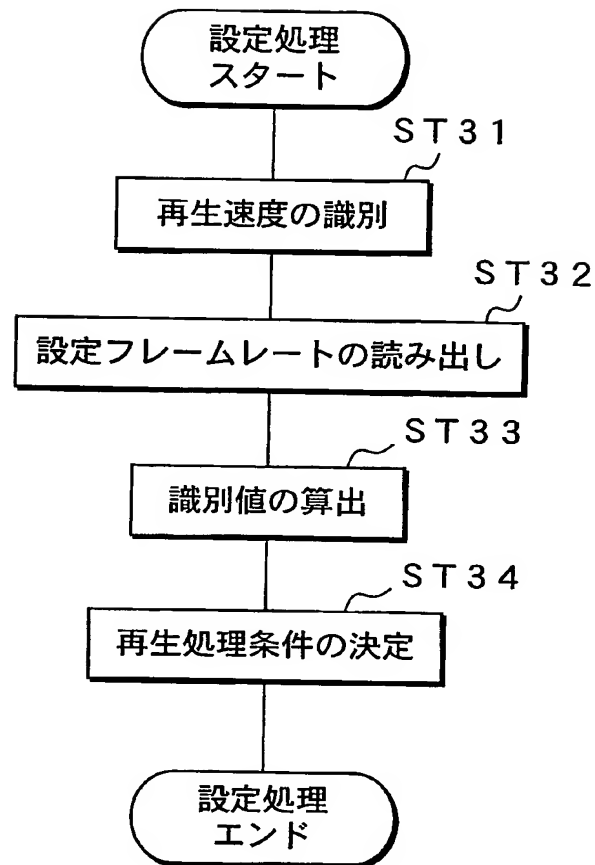 設定処理
スタート
ＳＴ３１
再生速度の識別
ＳＴ３２
設定フレームレートの読み出し
ＳＴ３３
識別値の算出
ＳＴ３４
再生処理条件の決定
設定処理
エンド